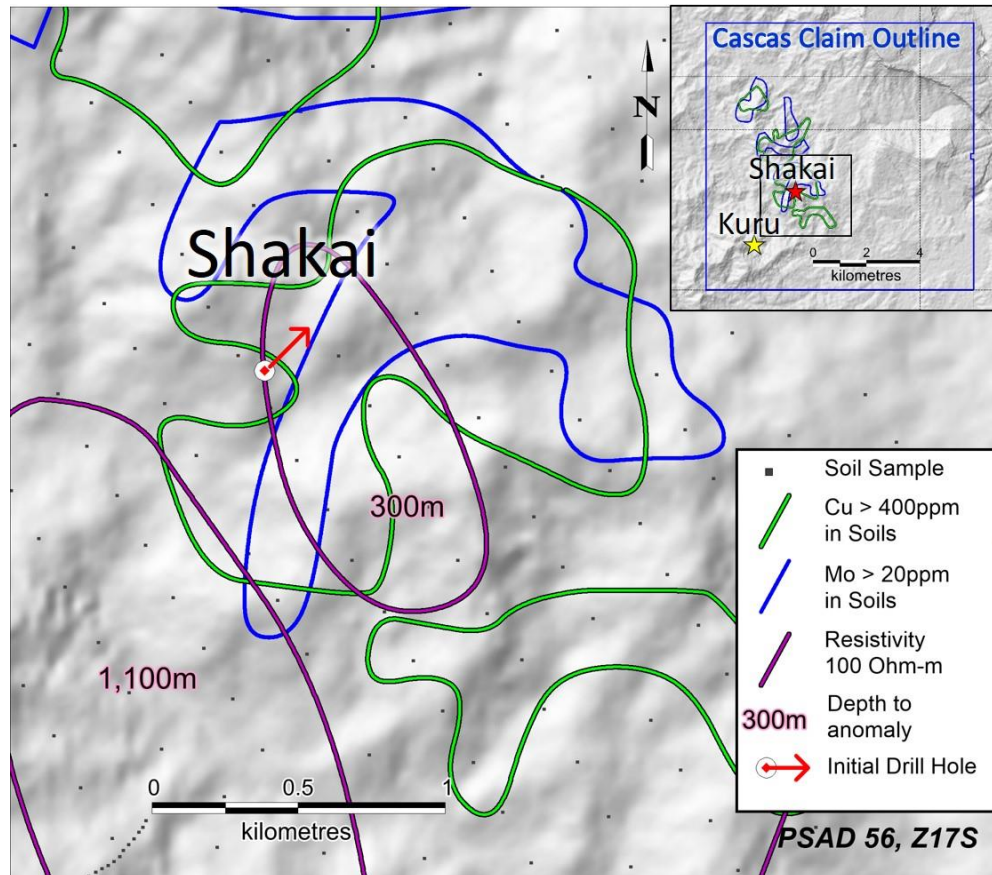 Cascas Claim Outline
N
Shakai
Kuru
0 2 4
kilometres
Shakai
300m
1,100m
0 0.5 1
kilometres
Soil Sample
Cu > 400ppm
in Soils
Mo > 20ppm
in Soils
Resistivity
100 Ohm-m
300m Depth to
anomaly
Initial Drill Hole
PSAD 56, Z17S